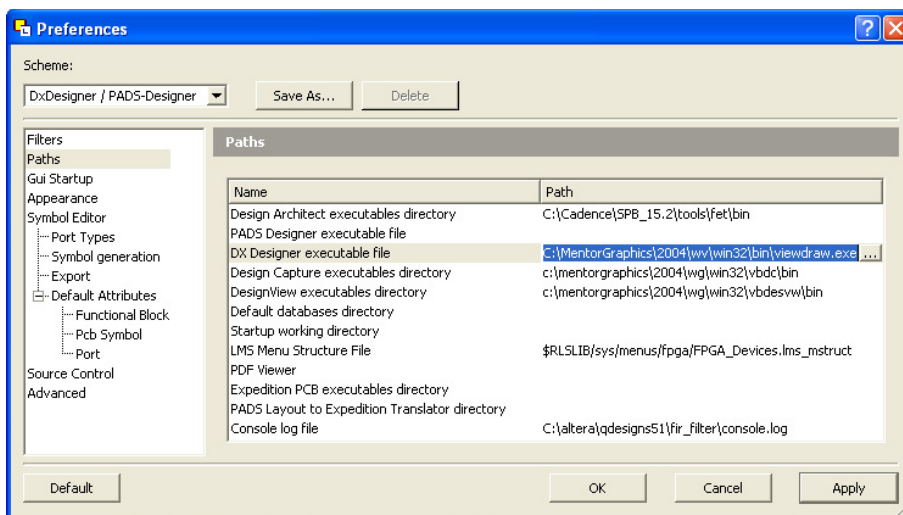 Preferences
Scheme:
DxDesigner / PADS-Designer
Save As...
Delete
Filters
Paths
Gui Startup
Appearance
Symbol Editor
Port Types
Symbol generation
Export
Default Attributes
Functional Block
Pcb Symbol
Port
Source Control
Advanced
Paths
Name Path
Design Architect executables directory C:\Cadence\SPB_15.2\tools\fet\bin
PADS Designer executable file
DX Designer executable file C:\MentorGraphics\2004\wv\win32\bin\viewdraw.exe ...
Design Capture executables directory c:\mentorgraphics\2004\wg\win32\vbdc\bin
DesignView executables directory c:\mentorgraphics\2004\wg\win32\vbdesvw\bin
Default databases directory
Startup working directory
LMS Menu Structure File $RLSLIB/sys/menus/fpga/FPGA_Devices.lms_mstruct
PDF Viewer
Expedition PCB executables directory
PADS Layout to Expedition Translator directory
Console log file C:\altera\qdesigns51\fir_filter\console.log
Default
OK
Cancel
Apply